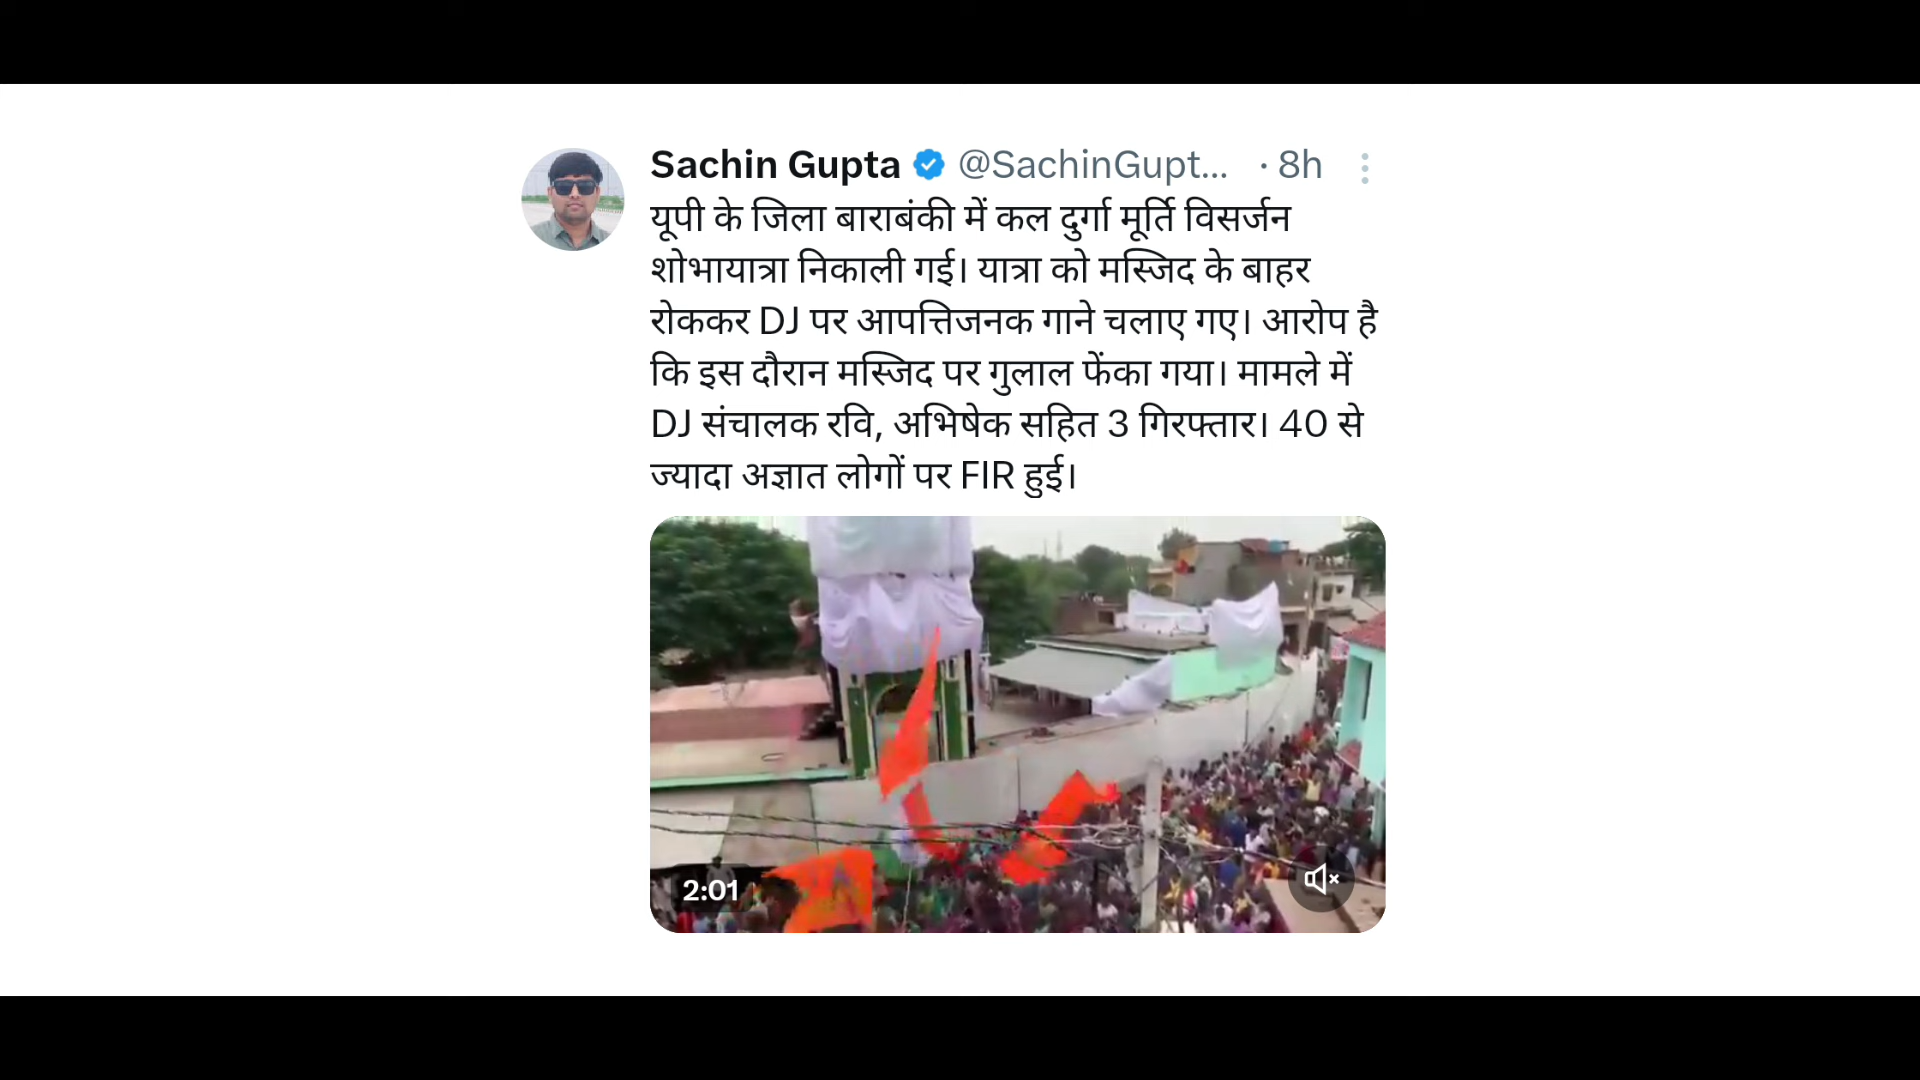 Sachin Gupta @SachinGupt... · 8h
यूपी के जिला बाराबंकी में कल दुर्गा मूर्ति विसर्जन
शोभायात्रा निकाली गई। यात्रा को मस्जिद के बाहर
रोककर DJ पर आपत्तिजनक गाने चलाए गए। आरोप है
कि इस दौरान मस्जिद पर गुलाल फेंका गया। मामले में
DJ संचालक रवि, अभिषेक सहित 3 गिरफ्तार। 40 से
ज्यादा अज्ञात लोगों पर FIR हुई।
2:01